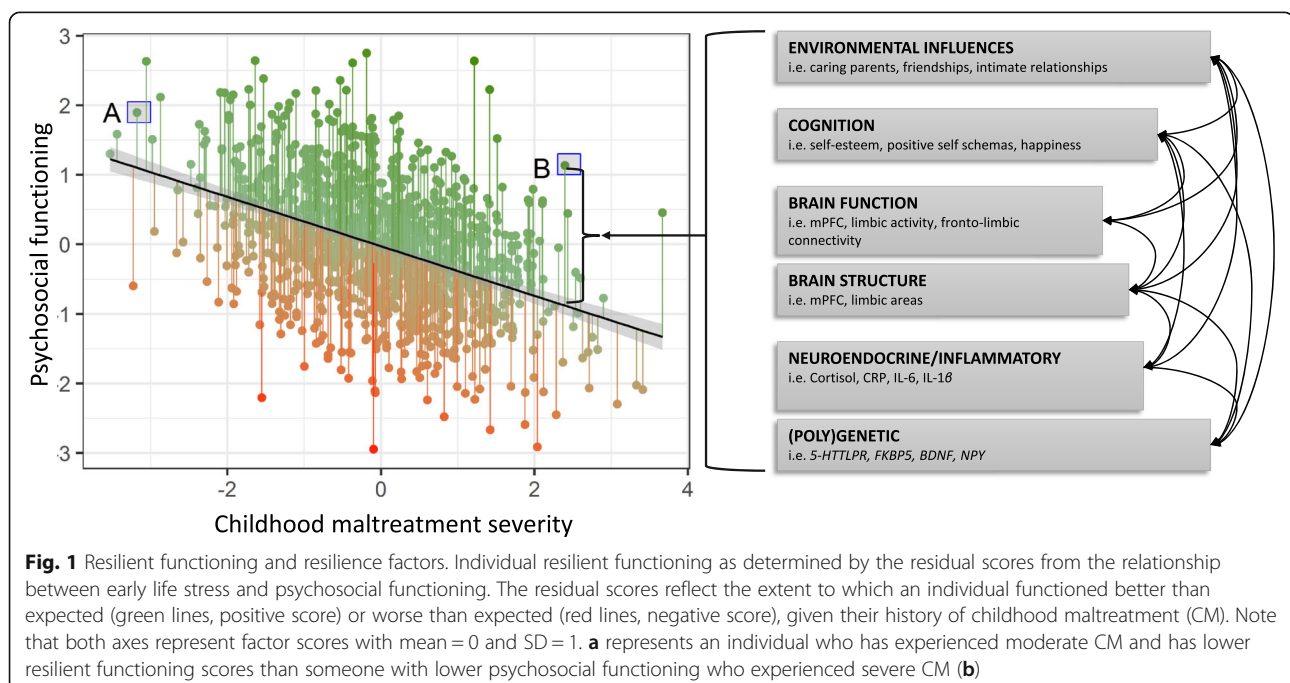 3
2
1
0
-1
-2
-3
Psychosocial functioning
A
B
-2
0
2
4
Childhood maltreatment severity
ENVIRONMENTAL INFLUENCES
i.e. caring parents, friendships, intimate relationships
COGNITION
i.e. self-esteem, positive self schemas, happiness
BRAIN FUNCTION
i.e. mPFC, limbic activity, fronto-limbic
connectivity
BRAIN STRUCTURE
i.e. mPFC, limbic areas
NEUROENDOCRINE/INFLAMMATORY
i.e. Cortisol, CRP, IL-6, IL-1β
(POLY)GENETIC
i.e. 5-HTTLPR, FKBP5, BDNF, NPY
Fig. 1 Resilient functioning and resilience factors. Individual resilient functioning as determined by the residual scores from the relationship
between early life stress and psychosocial functioning. The residual scores reflect the extent to which an individual functioned better than
expected (green lines, positive score) or worse than expected (red lines, negative score), given their history of childhood maltreatment (CM). Note
that both axes represent factor scores with mean = 0 and SD = 1. a represents an individual who has experienced moderate CM and has lower
resilient functioning scores than someone with lower psychosocial functioning who experienced severe CM (b)